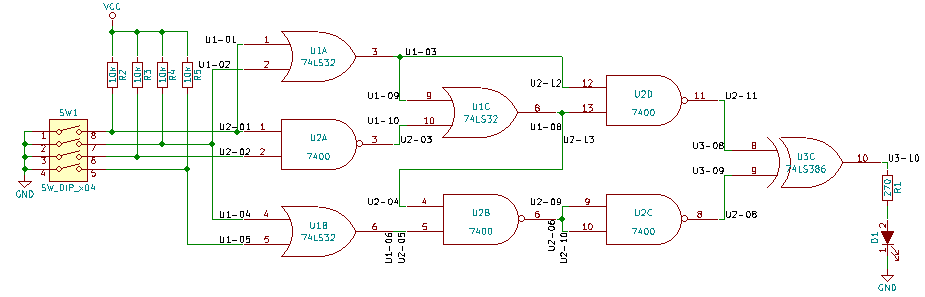 VCC
10K
R2
10K
R3
10K
R4
10K
R5
SW1
1
2
3
4
8
7
6
5
SW_DIP_x04
GND
U1-01
1
U1-02
2
U1A
74LS32
3
U1-03
U2-01
1
U2-02
2
U2A
7400
3
U2-03
U1-09
9
U1-10
10
U1C
74LS32
8
U1-08
U2-L2
12
13
U2-L3
U2D
7400
11
U2-11
U1-04
4
U1-05
5
U1B
74LS32
6
U1-06
U2-05
U2-04
4
5
U2B
7400
6
U2-06
U2-09
9
U2-10
10
U2C
7400
8
U2-08
U3-08
8
U3-09
9
U3C
74LS386
10
U3-L0
270
R1
D1
2
1
GND